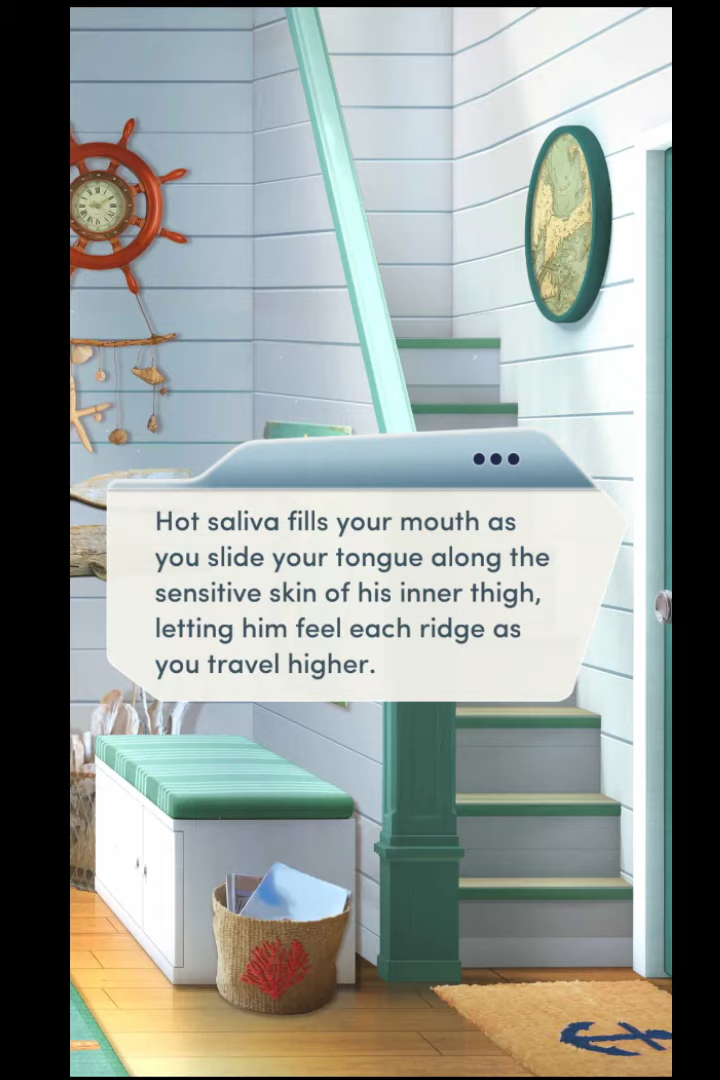 Hot saliva fills your mouth as
you slide your tongue along the
sensitive skin of his inner thigh,
letting him feel each ridge as
you travel higher.